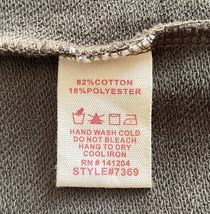 82%COTTON
18%POLYESTER
HAND WASH COLD
DO NOT BLEACH
HANG TO DRY
COOL IRON
RN # 141204
STYLE#7369